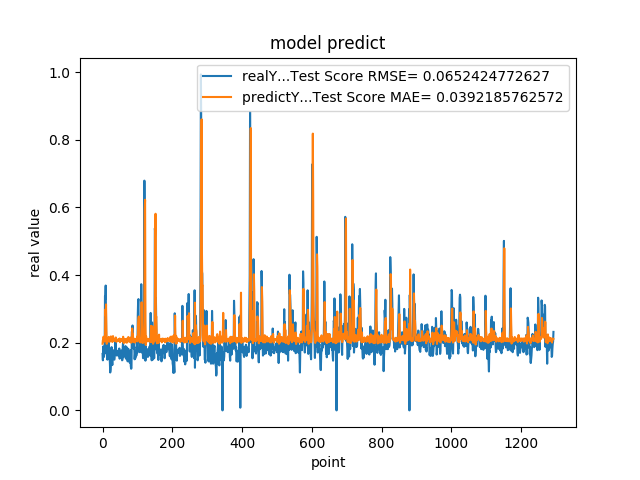 model predict
realY...Test Score RMSE= 0.0652424772627
predictY...Test Score MAE= 0.0392185762572
1.0
0.8
0.6
0.4
0.2
0.0
real value
0 200 400 600 800 1000 1200
point